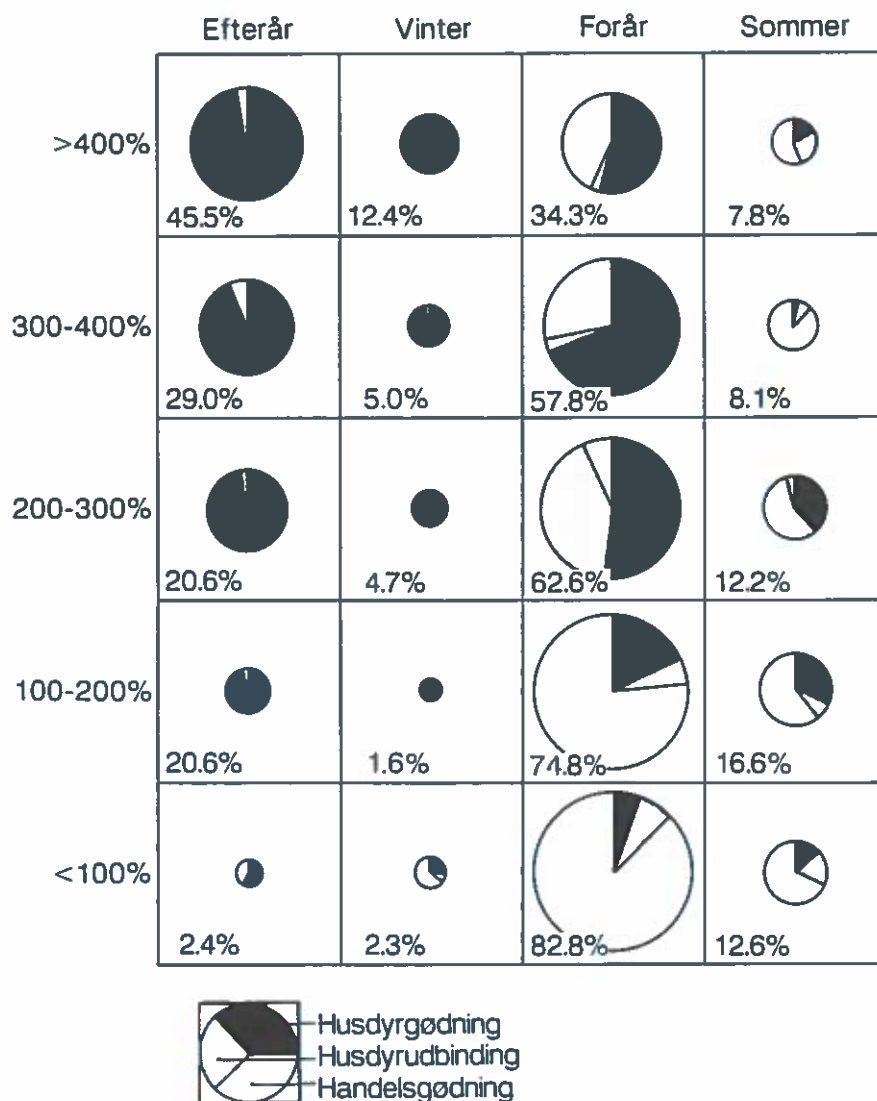 Efterår Vinter Forår Sommer
>400%
45.5% 12.4% 34.3% 7.8%
300-400%
29.0% 5.0% 57.8% 8.1%
200-300%
20.6% 4.7% 62.6% 12.2%
100-200%
20.6% 1.6% 74.8% 16.6%
<100%
2.4% 2.3% 82.8% 12.6%
Husdyrgødning
Husdyrudbinding
Handelsgødning